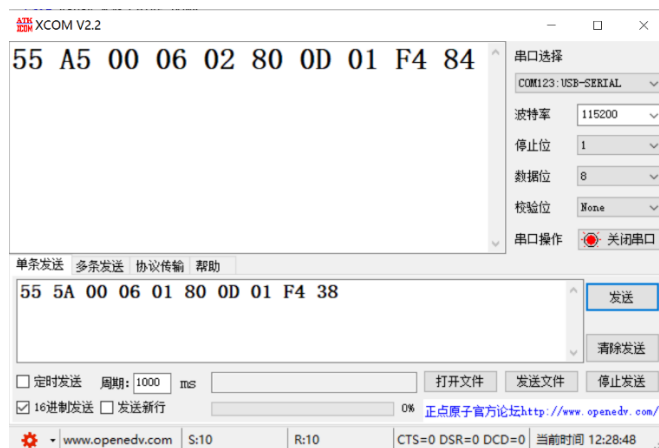 ATK XCOM XCOM V2.2
55 A5 00 06 02 80 0D 01 F4 84
串口选择
COM123:USB-SERIAL
波特率 115200
停止位 1
数据位 8
校验位 None
串口操作 关闭串口
单条发送 多条发送 协议传输 帮助
55 5A 00 06 01 80 0D 01 F4 38
发送
清除发送
定时发送 周期: 1000 ms 打开文件 发送文件 停止发送
16进制发送 发送新行 0% 正点原子官方论坛http://www.openedv.com/
www.openedv.com S:10 R:10 CTS=0 DSR=0 DCD=0 当前时间 12:28:48